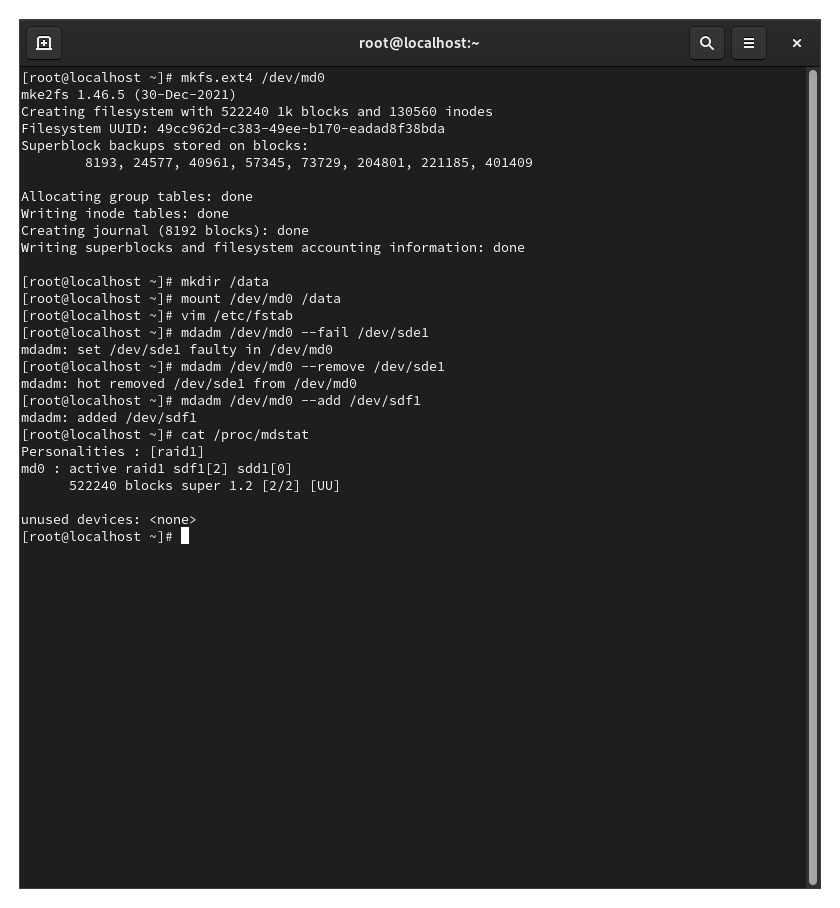 root@localhost:~
[root@localhost ~]# mkfs.ext4 /dev/md0
mke2fs 1.46.5 (30-Dec-2021)
Creating filesystem with 522240 1k blocks and 130560 inodes
Filesystem UUID: 49cc962d-c383-49ee-b170-eadad8f38bda
Superblock backups stored on blocks:
        8193, 24577, 40961, 57345, 73729, 204801, 221185, 401409

Allocating group tables: done
Writing inode tables: done
Creating journal (8192 blocks): done
Writing superblocks and filesystem accounting information: done

[root@localhost ~]# mkdir /data
[root@localhost ~]# mount /dev/md0 /data
[root@localhost ~]# vim /etc/fstab
[root@localhost ~]# mdadm /dev/md0 --fail /dev/sde1
mdadm: set /dev/sde1 faulty in /dev/md0
[root@localhost ~]# mdadm /dev/md0 --remove /dev/sde1
mdadm: hot removed /dev/sde1 from /dev/md0
[root@localhost ~]# mdadm /dev/md0 --add /dev/sdf1
mdadm: added /dev/sdf1
[root@localhost ~]# cat /proc/mdstat
Personalities : [raid1]
md0 : active raid1 sdf1[2] sdd1[0]
      522240 blocks super 1.2 [2/2] [UU]

unused devices: <none>
[root@localhost ~]#